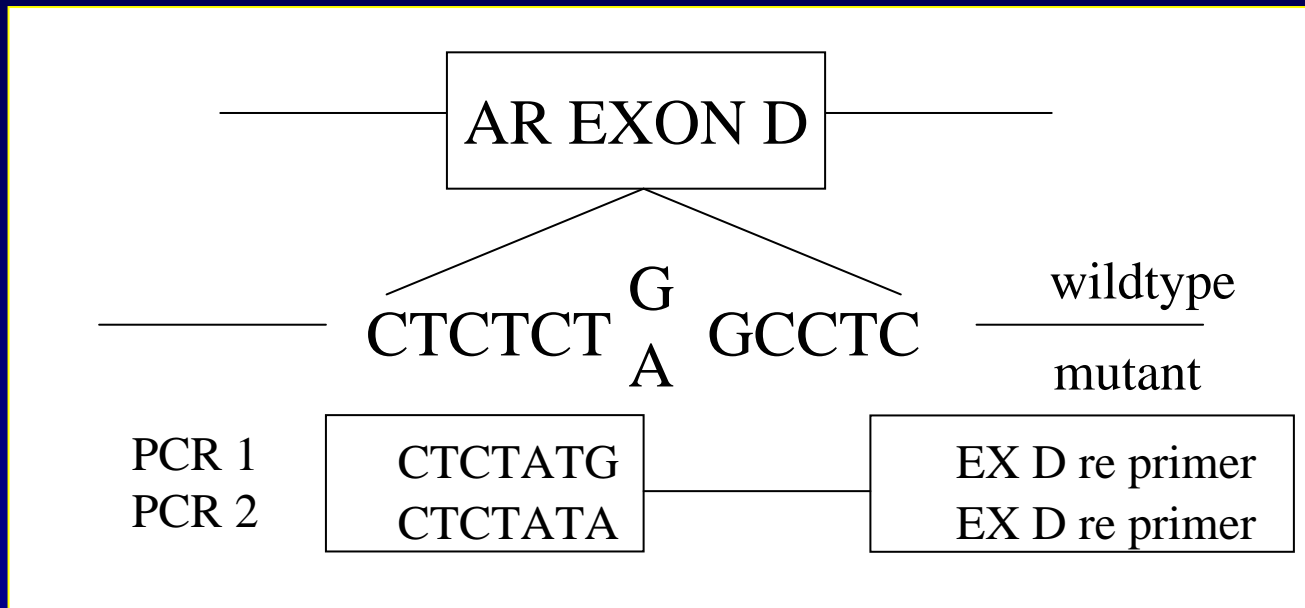 AR EXON D
G
wildtype
CTCTCT GCCTC
A
mutant
PCR 1 CTCTATG EX D re primer
PCR 2 CTCTATA EX D re primer